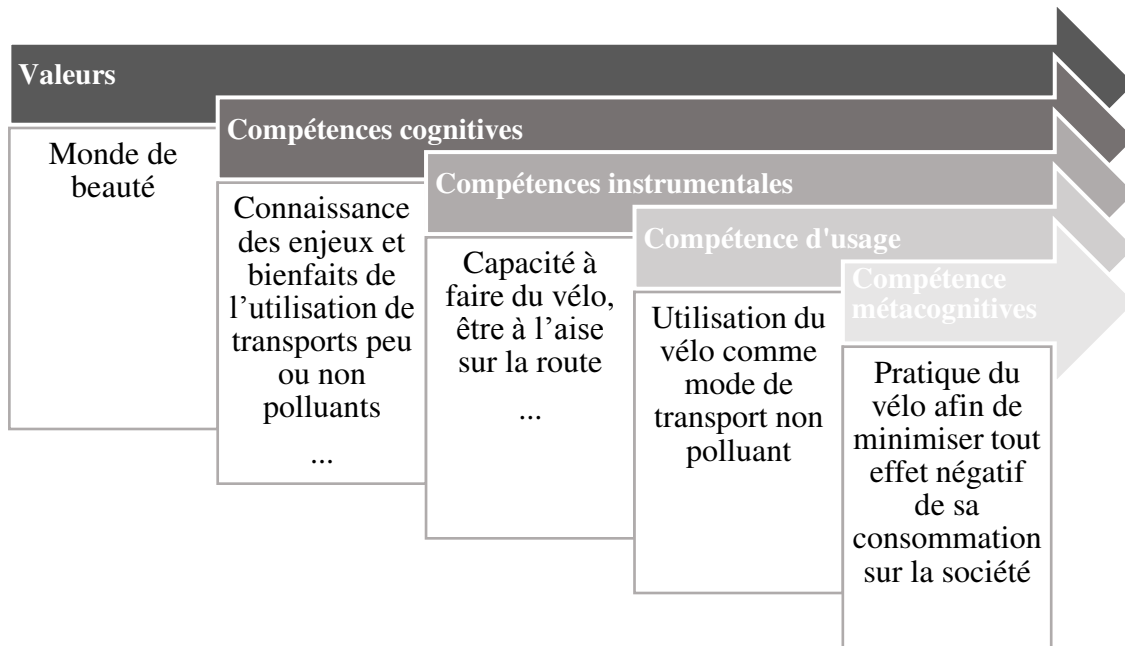 Valeurs
Monde de
beauté
Compétences cognitives
Connaissance
des enjeux et
bienfaits de
l’utilisation de
transports peu
ou non
polluants
...
Compétences instrumentales
Capacité à
faire du vélo,
être à l’aise
sur la route
...
Compétence d'usage
Utilisation du
vélo comme
mode de
transport non
polluant
Compétence
métacognitives
Pratique du
vélo afin de
minimiser tout
effet négatif
de sa
consommation
sur la société